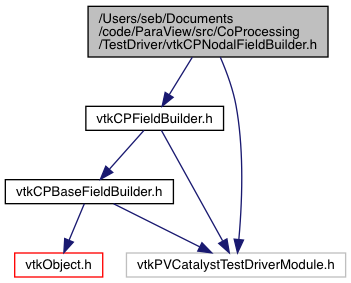 /Users/seb/Documents
/code/ParaView/src/CoProcessing
/TestDriver/vtkCPNodalFieldBuilder.h
vtkCPFieldBuilder.h
vtkCPBaseFieldBuilder.h
vtkObject.h
vtkPVCatalystTestDriverModule.h